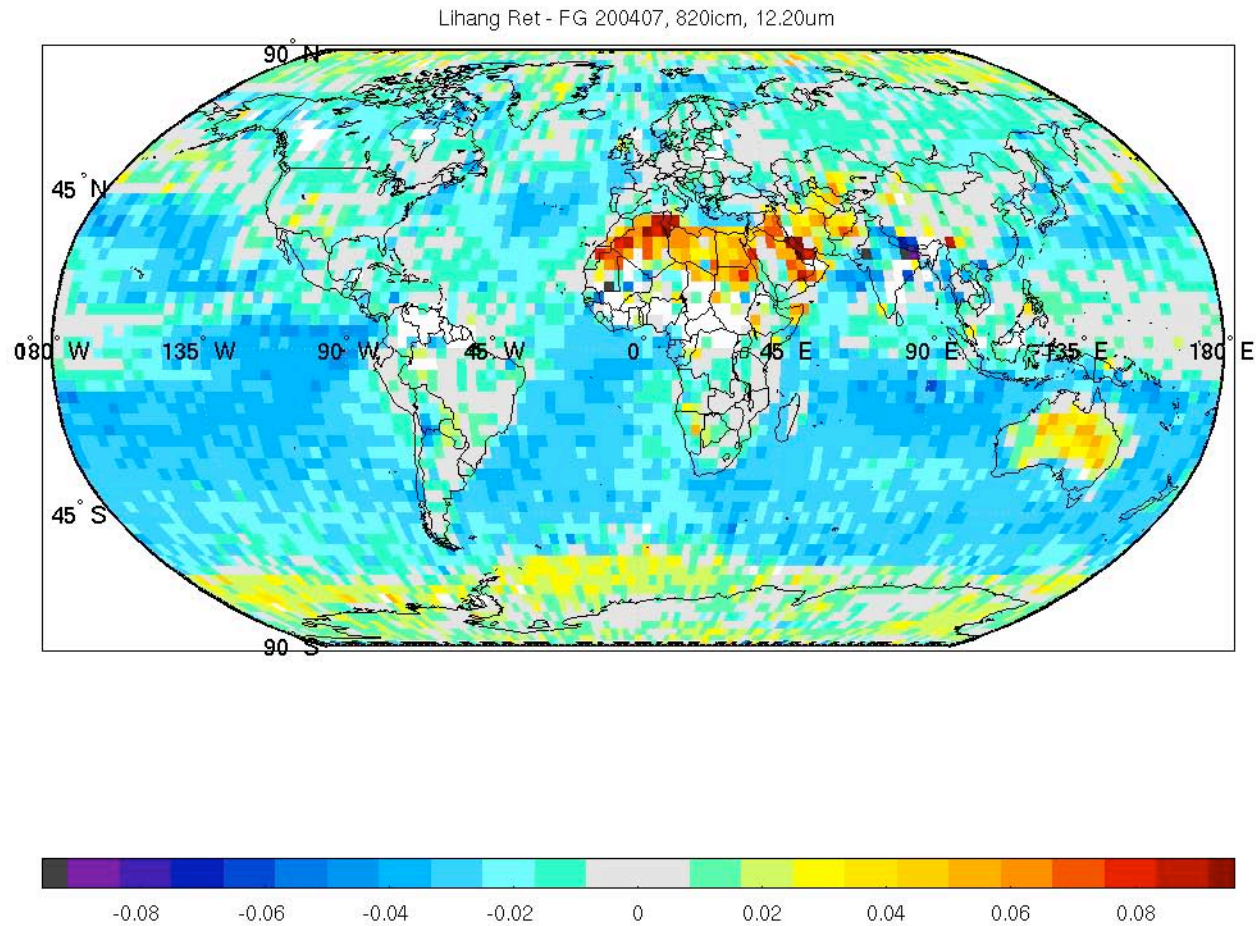 Lihang Ret - FG 200407, 820icm, 12.20um
90° N
45° N
180° W 135° W 90° W 45° W 0° 45° E 90° E 135° E 180° E
45° S
90° S
-0.08 -0.06 -0.04 -0.02 0 0.02 0.04 0.06 0.08